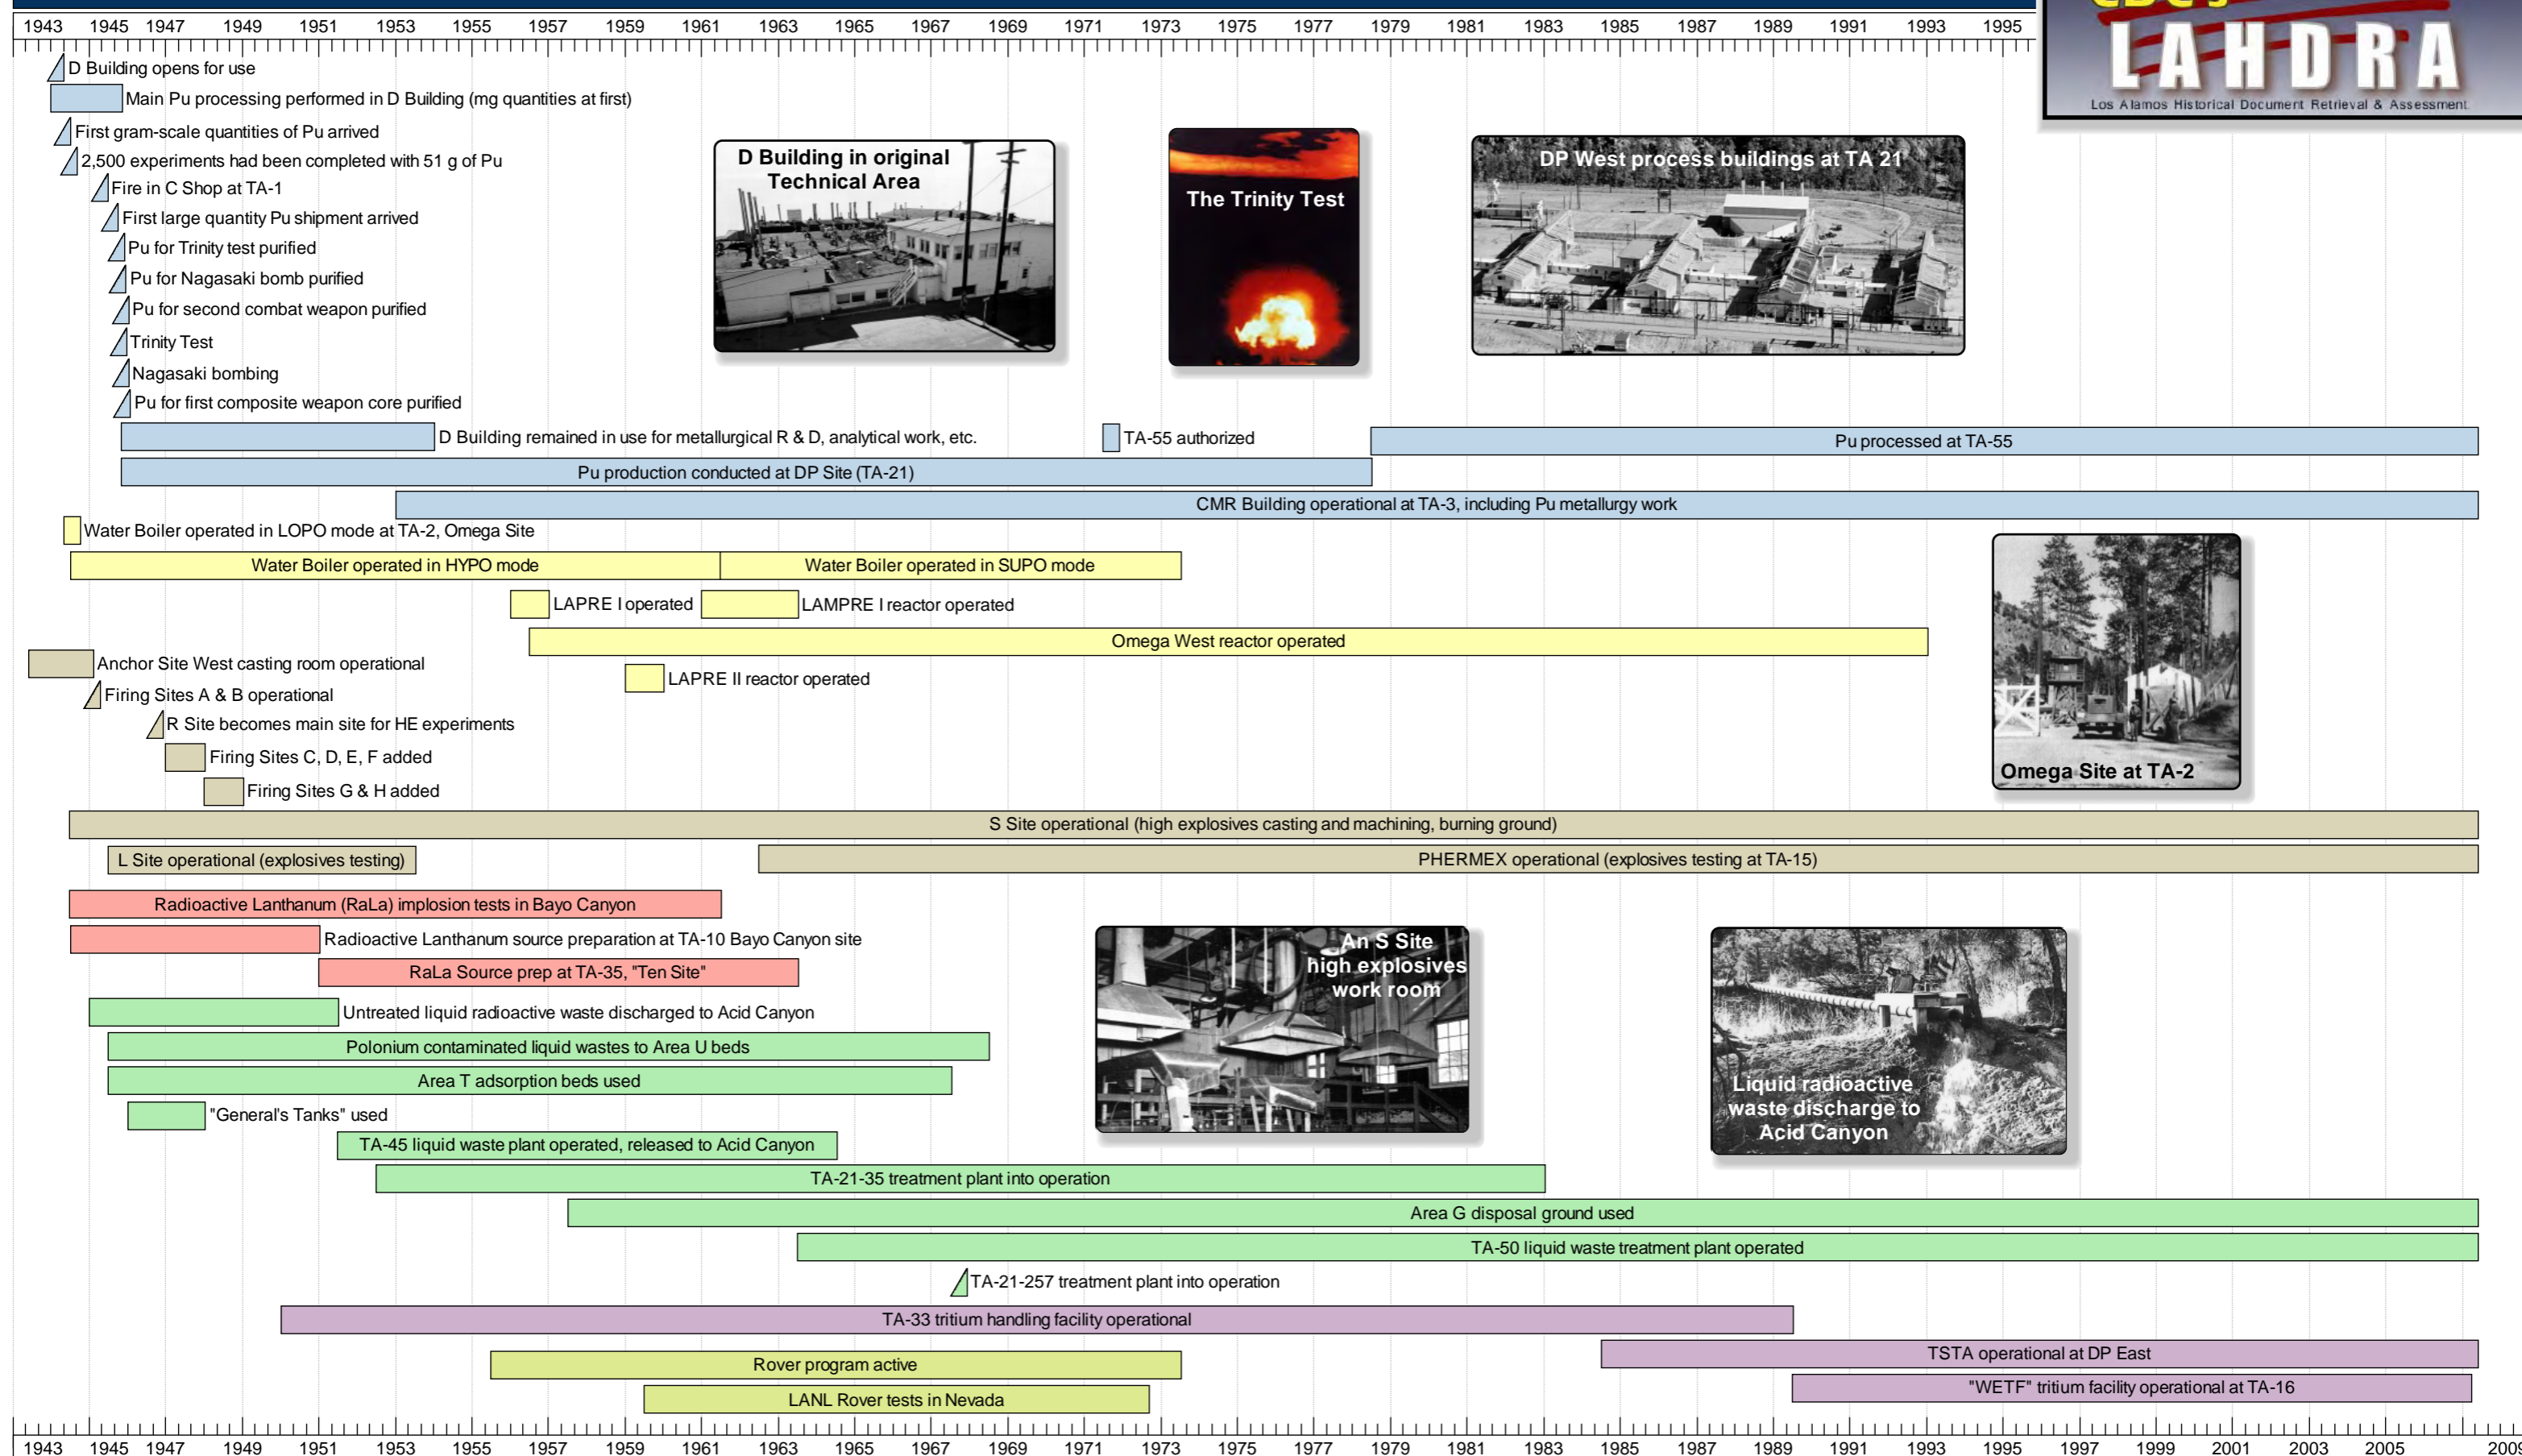 1943 1945 1947 1949 1951 1953 1955 1957 1959 1961 1963 1965 1967 1969 1971 1973 1975 1977 1979 1981 1983 1985 1987 1989 1991 1993 1995
CDC's
LAHDRA
Los Alamos Historical Document Retrieval & Assessment
D Building opens for use
Main Pu processing performed in D Building (mg quantities at first)
First gram-scale quantities of Pu arrived
2,500 experiments had been completed with 51 g of Pu
Fire in C Shop at TA-1
First large quantity Pu shipment arrived
Pu for Trinity test purified
Pu for Nagasaki bomb purified
Pu for second combat weapon purified
Trinity Test
Nagasaki bombing
Pu for first composite weapon core purified
D Building in original
Technical Area
The Trinity Test
DP West process buildings at TA 21
D Building remained in use for metallurgical R & D, analytical work, etc.
TA-55 authorized
Pu processed at TA-55
Pu production conducted at DP Site (TA-21)
CMR Building operational at TA-3, including Pu metallurgy work
Water Boiler operated in LOPO mode at TA-2, Omega Site
Water Boiler operated in HYPO mode
Water Boiler operated in SUPO mode
LAPRE I operated
LAMPRE I reactor operated
Omega West reactor operated
Anchor Site West casting room operational
LAPRE II reactor operated
Firing Sites A & B operational
R Site becomes main site for HE experiments
Firing Sites C, D, E, F added
Omega Site at TA-2
Firing Sites G & H added
S Site operational (high explosives casting and machining, burning ground)
L Site operational (explosives testing)
PHERMEX operational (explosives testing at TA-15)
Radioactive Lanthanum (RaLa) implosion tests in Bayo Canyon
Radioactive Lanthanum source preparation at TA-10 Bayo Canyon site
RaLa Source prep at TA-35, "Ten Site"
An S Site
high explosives
work room
Untreated liquid radioactive waste discharged to Acid Canyon
Polonium contaminated liquid wastes to Area U beds
Area T adsorption beds used
Liquid radioactive
waste discharge to
Acid Canyon
"General's Tanks" used
TA-45 liquid waste plant operated, released to Acid Canyon
TA-21-35 treatment plant into operation
Area G disposal ground used
TA-50 liquid waste treatment plant operated
TA-21-257 treatment plant into operation
TA-33 tritium handling facility operational
TSTA operational at DP East
Rover program active
"WETF" tritium facility operational at TA-16
LANL Rover tests in Nevada
1943 1945 1947 1949 1951 1953 1955 1957 1959 1961 1963 1965 1967 1969 1971 1973 1975 1977 1979 1981 1983 1985 1987 1989 1991 1993 1995 1997 1999 2001 2003 2005 2009